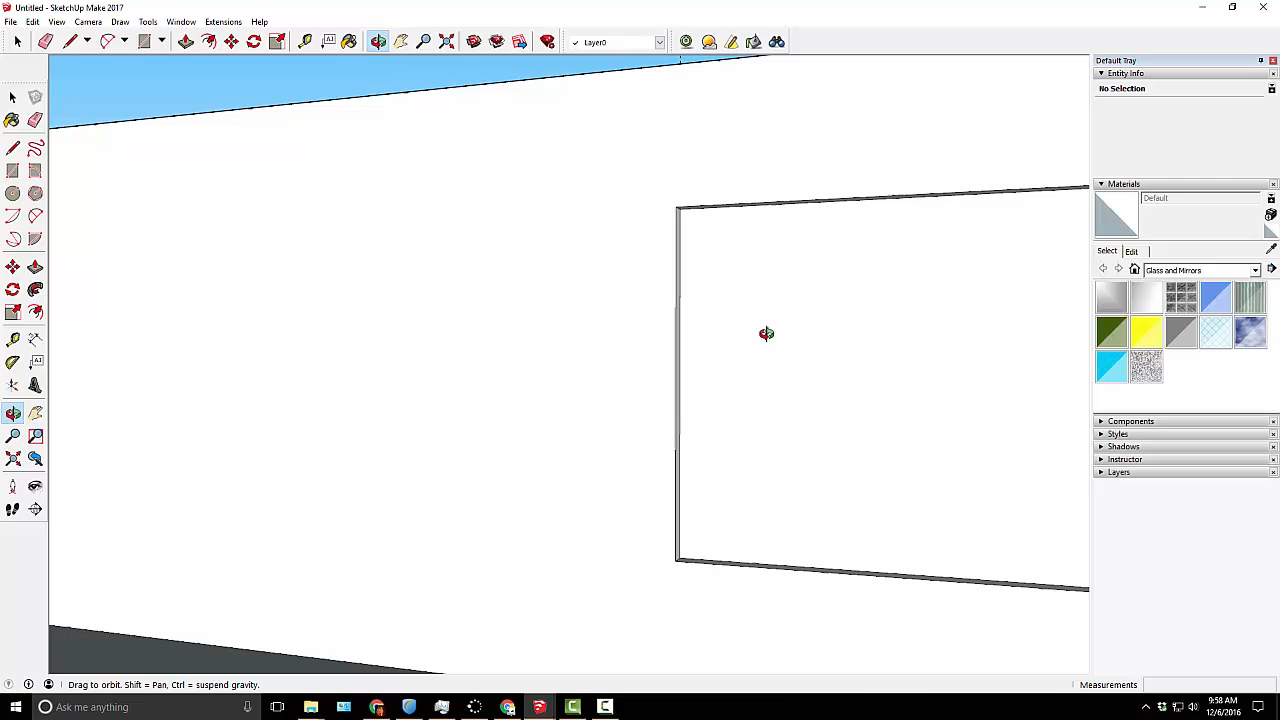 Untitled - SketchUp Make 2017
File Edit View Camera Draw Tools Window Extensions Help
Layer0
Default Tray
Entity Info
No Selection
Materials
Default
Select Edit
Glass and Mirrors
Components
Styles
Shadows
Instructor
Layers
Drag to orbit. Shift = Pan, Ctrl = suspend gravity.
Measurements
Ask me anything
9:58 AM
12/6/2016